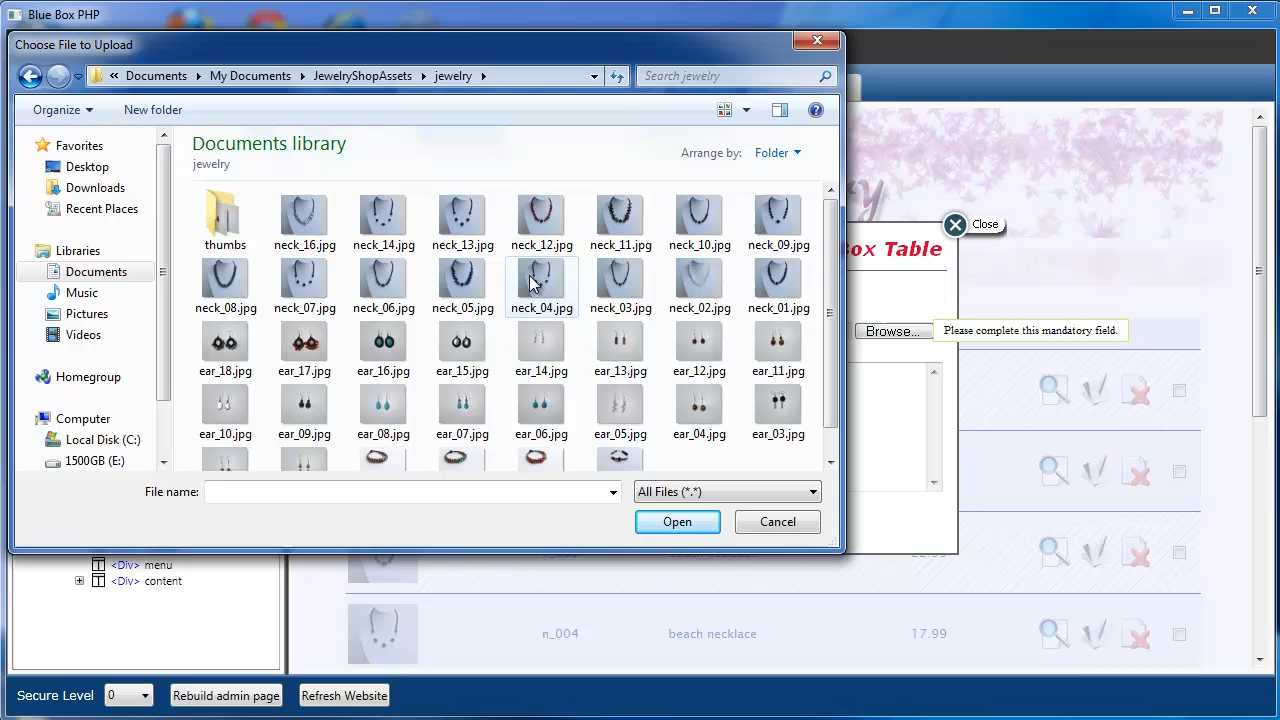 Blue Box PHP
Choose File to Upload
« Documents My Documents JewelryShopAssets jewelry
Search jewelry
Organize
New folder
Favorites
Desktop
Downloads
Recent Places
Libraries
Documents
Music
Pictures
Videos
Homegroup
Computer
Local Disk (C:)
1500GB (E:)
Documents library
jewelry
Arrange by: Folder
thumbs neck_16.jpg neck_14.jpg neck_13.jpg neck_12.jpg neck_11.jpg neck_10.jpg neck_09.jpg
neck_08.jpg neck_07.jpg neck_06.jpg neck_05.jpg neck_04.jpg neck_03.jpg neck_02.jpg neck_01.jpg
ear_18.jpg ear_17.jpg ear_16.jpg ear_15.jpg ear_14.jpg ear_13.jpg ear_12.jpg ear_11.jpg
ear_10.jpg ear_09.jpg ear_08.jpg ear_07.jpg ear_06.jpg ear_05.jpg ear_04.jpg ear_03.jpg
File name:
All Files (*.*)
Open
Cancel
Close
Box Table
Browse...
Please complete this mandatory field.
<Div> menu
<Div> content
n_004 beach necklace 17.99
Secure Level 0 Rebuild admin page Refresh Website